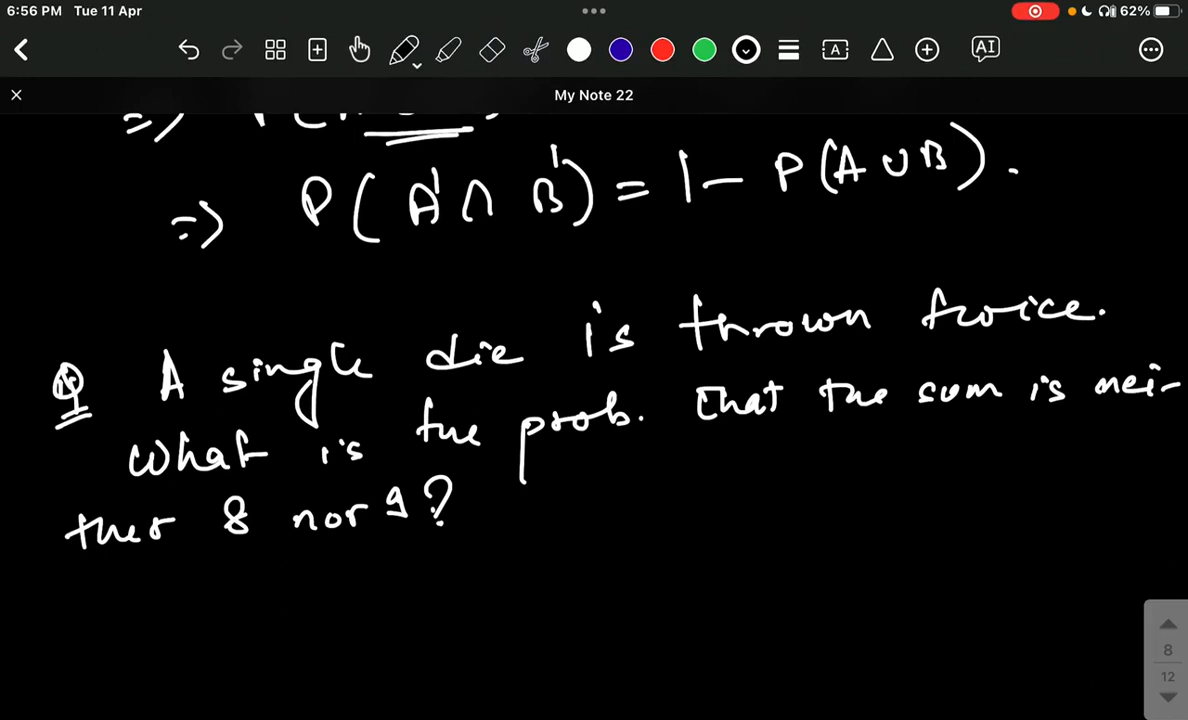 6:56 PM Tue 11 Apr
62%
A
AI
My Note 22
=> P(A'∩ B') = 1 - P(A ∪ B).
Q A single die is thrown twice.
What is the prob. that the sum is nei-
ther 8 nor 9?
8
12